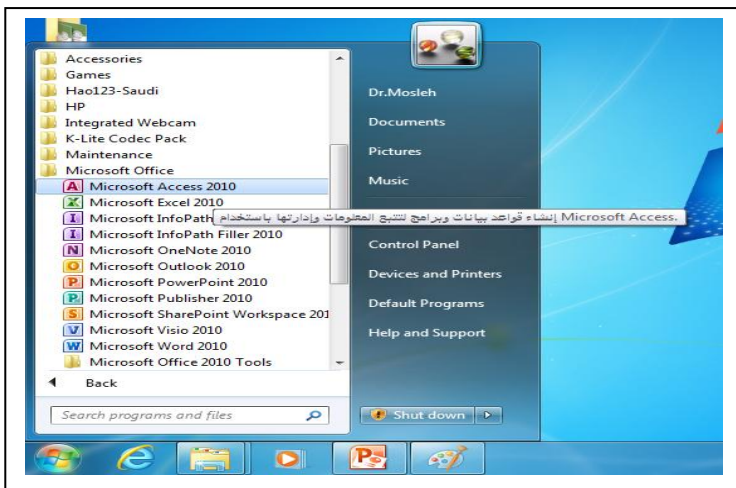 Accessories
Games
Hao123-Saudi
HP
Integrated Webcam
K-Lite Codec Pack
Maintenance
Microsoft Office
Microsoft Access 2010
Microsoft Excel 2010
Microsoft InfoPath
Microsoft InfoPath Filler 2010
Microsoft OneNote 2010
Microsoft Outlook 2010
Microsoft PowerPoint 2010
Microsoft Publisher 2010
Microsoft SharePoint Workspace 201
Microsoft Visio 2010
Microsoft Word 2010
Microsoft Office 2010 Tools
Back
Search programs and files
Dr.Mosleh
Documents
Pictures
Music
إنشاء قواعد بيانات وبرامج لتتبع المعلومات وإدارتها باستخدام Microsoft Access.
Control Panel
Devices and Printers
Default Programs
Help and Support
Shut down